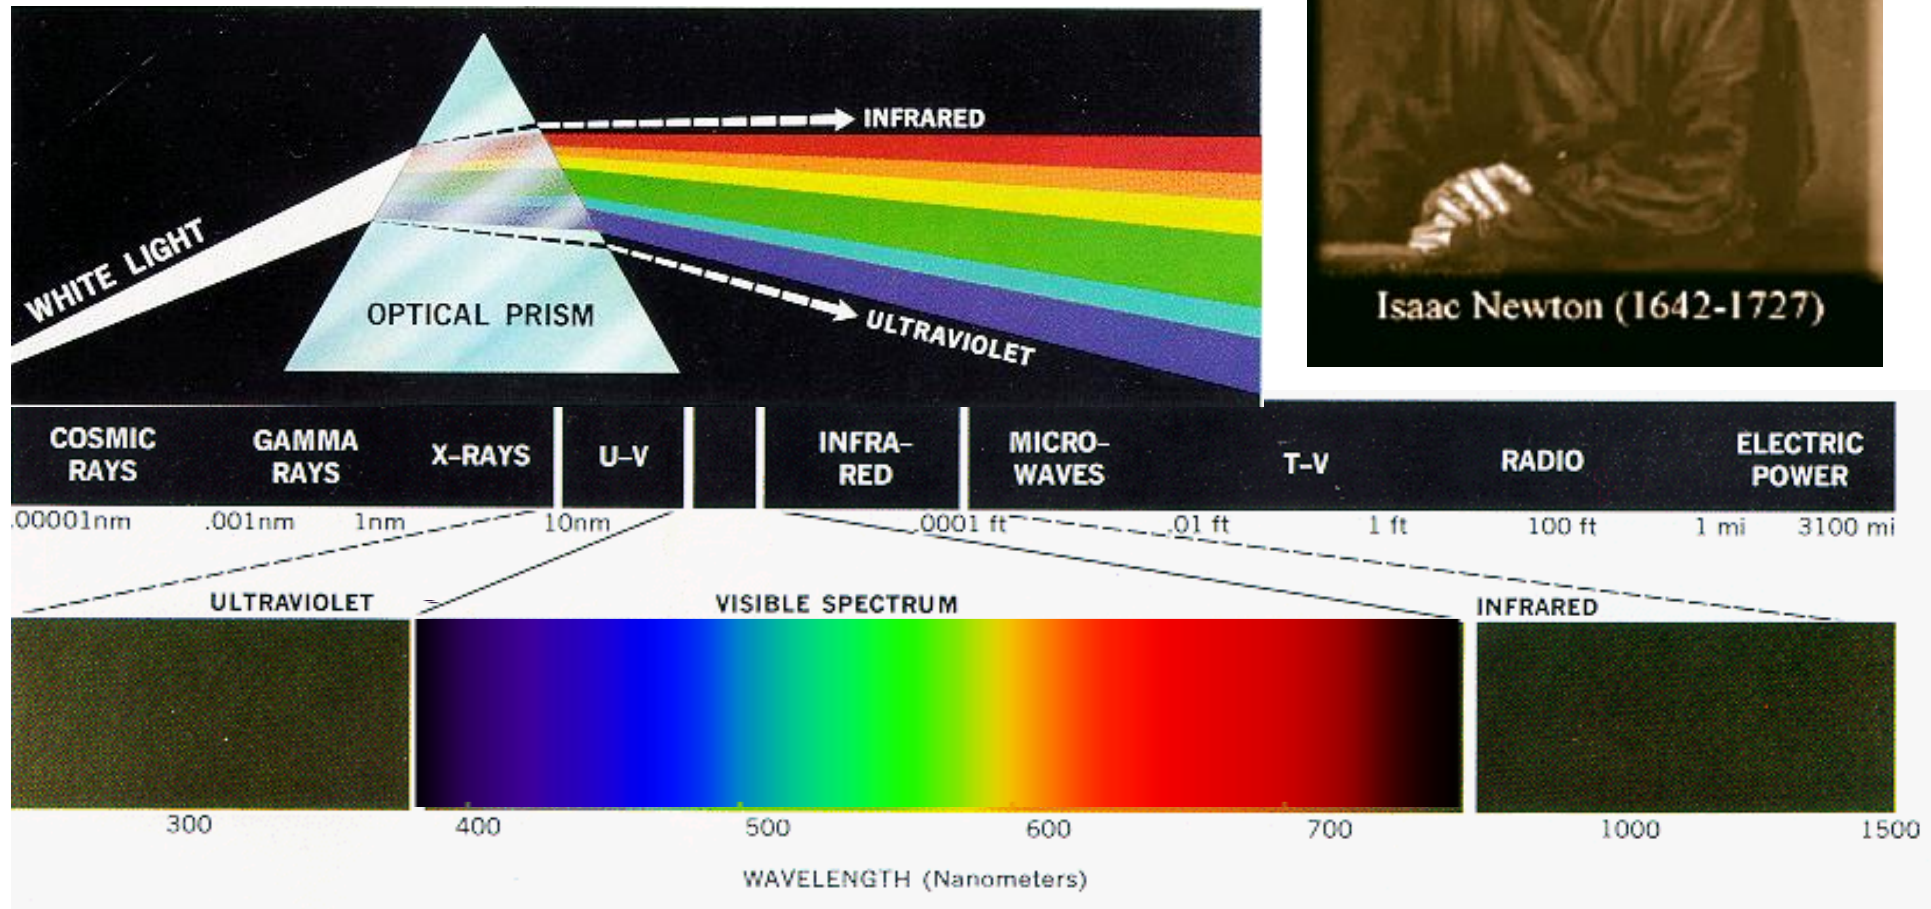 INFRARED
WHITE LIGHT
OPTICAL PRISM
ULTRAVIOLET
Isaac Newton (1642-1727)
COSMIC RAYS
GAMMA RAYS
X-RAYS
U-V
INFRA-RED
MICRO-WAVES
T-V
RADIO
ELECTRIC POWER
.00001nm .001nm 1nm 10nm .0001 ft .01 ft 1 ft 100 ft 1 mi 3100 mi
ULTRAVIOLET VISIBLE SPECTRUM INFRARED
300 400 500 600 700 1000 1500
WAVELENGTH (Nanometers)